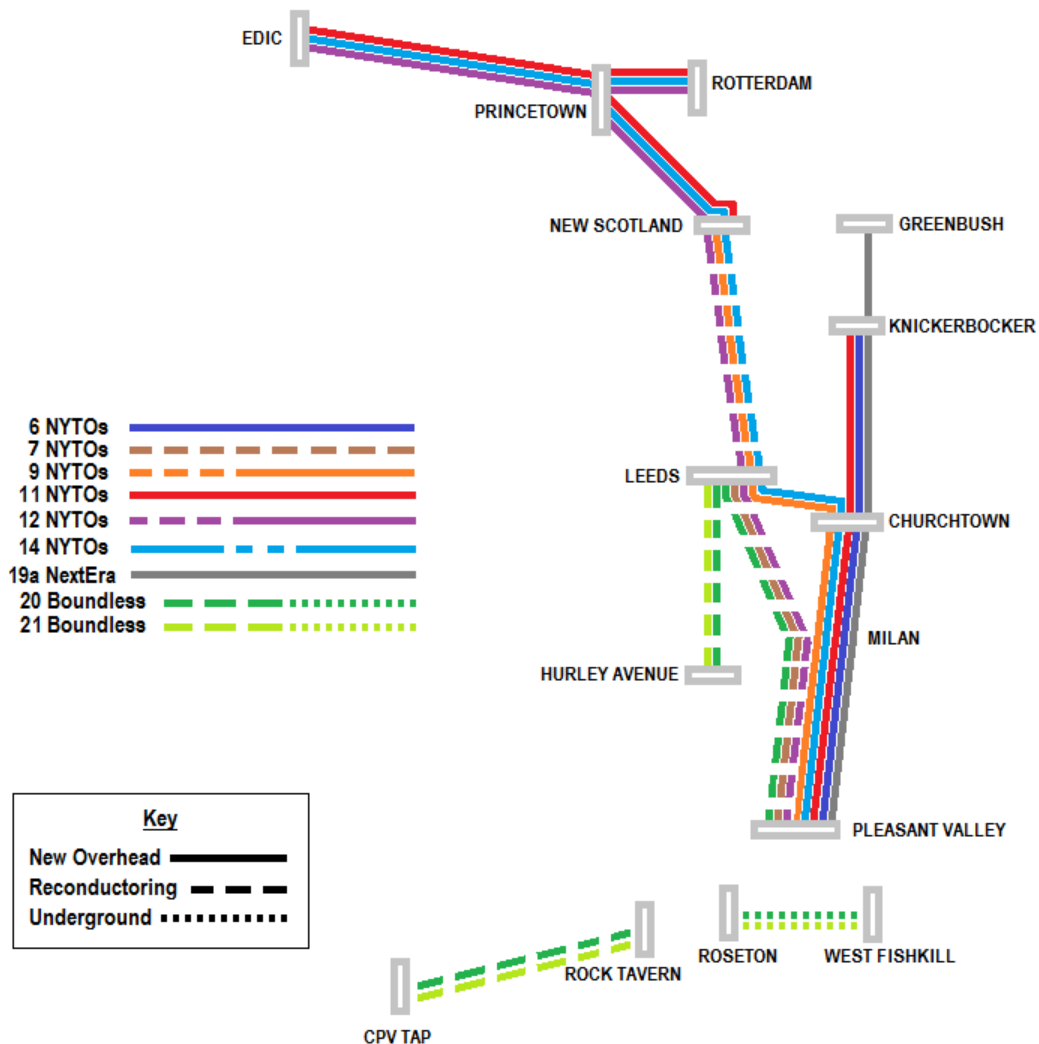 EDIC
ROTTERDAM
PRINCETOWN
NEW SCOTLAND
GREENBUSH
KNICKERBOCKER
6 NYTOs
7 NYTOs
9 NYTOs
11 NYTOs
12 NYTOs
14 NYTOs
19a NextEra
20 Boundless
21 Boundless
LEEDS
CHURCHTOWN
MILAN
HURLEY AVENUE
PLEASANT VALLEY
Key
New Overhead
Reconductoring
Underground
ROSETON
WEST FISHKILL
ROCK TAVERN
CPV TAP